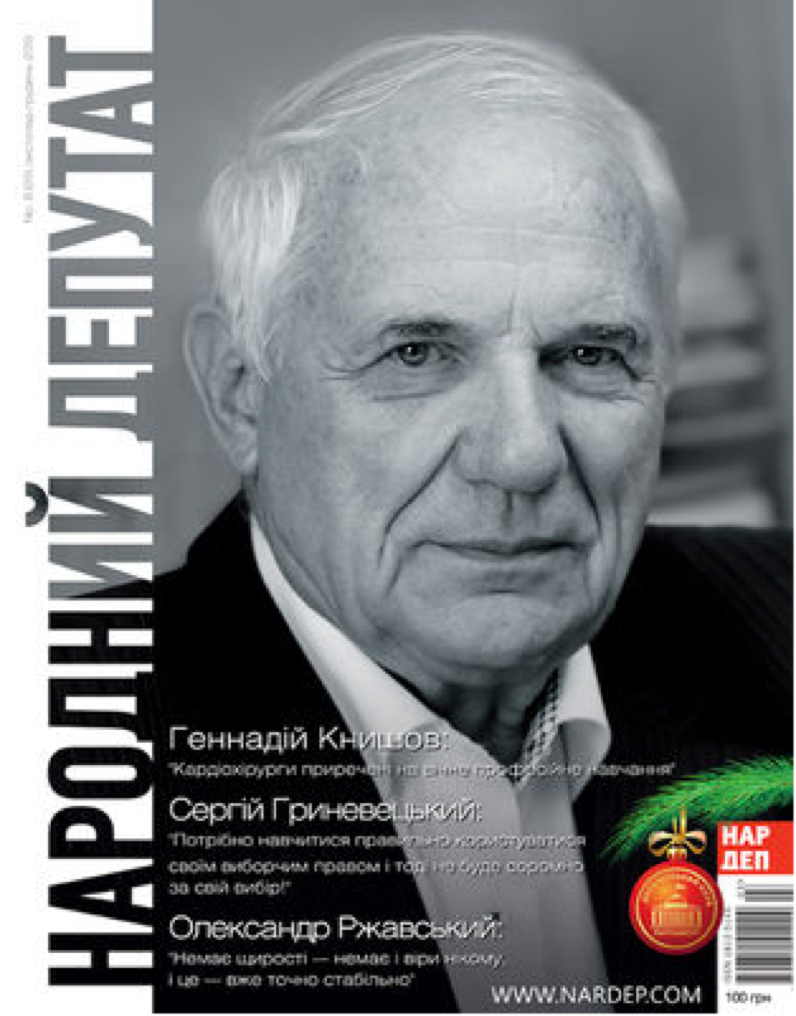 НАРОДНИЙ ДЕПУТАТ
Геннадій Книшов:
"Кардіохірурги приречені на вічне професійне навчання"
Сергій Гриневецький:
"Потрібно навчитися правильно користуватися
своїм виборчим правом і тоді не буде соромно
за свій вибір!"
Олександр Ржавський:
"Немає щирості — немає і віри нікому,
і це — вже точно стабільно"
WWW.NARDEP.COM
НАР
ДЕП
100 грн